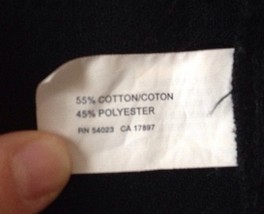 55% COTTON/COTON
45% POLYESTER
RN 54023 CA 17897